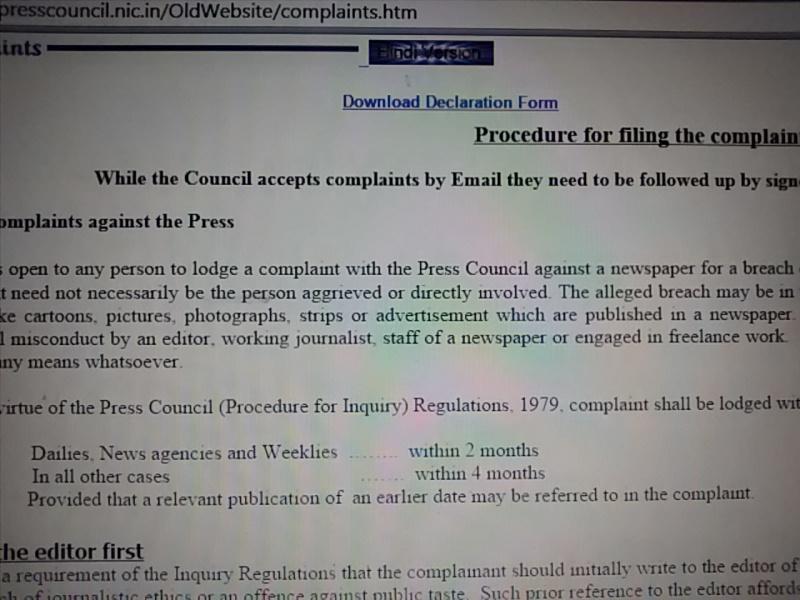 presscouncil.nic.in/OldWebsite/complaints.htm
ints
Hindi Version
Download Declaration Form
Procedure for filing the complain
While the Council accepts complaints by Email they need to be followed up by sign
omplaints against the Press
s open to any person to lodge a complaint with the Press Council against a newspaper for a breach
t need not necessarily be the person aggrieved or directly involved. The alleged breach may be in
ke cartoons, pictures, photographs, strips or advertisement which are published in a newspaper.
l misconduct by an editor, working journalist, staff of a newspaper or engaged in freelance work.
ny means whatsoever.
virtue of the Press Council (Procedure for Inquiry) Regulations, 1979, complaint shall be lodged wit
Dailies, News agencies and Weeklies ........ within 2 months
In all other cases ....... within 4 months
Provided that a relevant publication of an earlier date may be referred to in the complaint.
the editor first
a requirement of the Inquiry Regulations that the complainant should initially write to the editor of
ch of journalistic ethics or an offence against public taste. Such prior reference to the editor affords